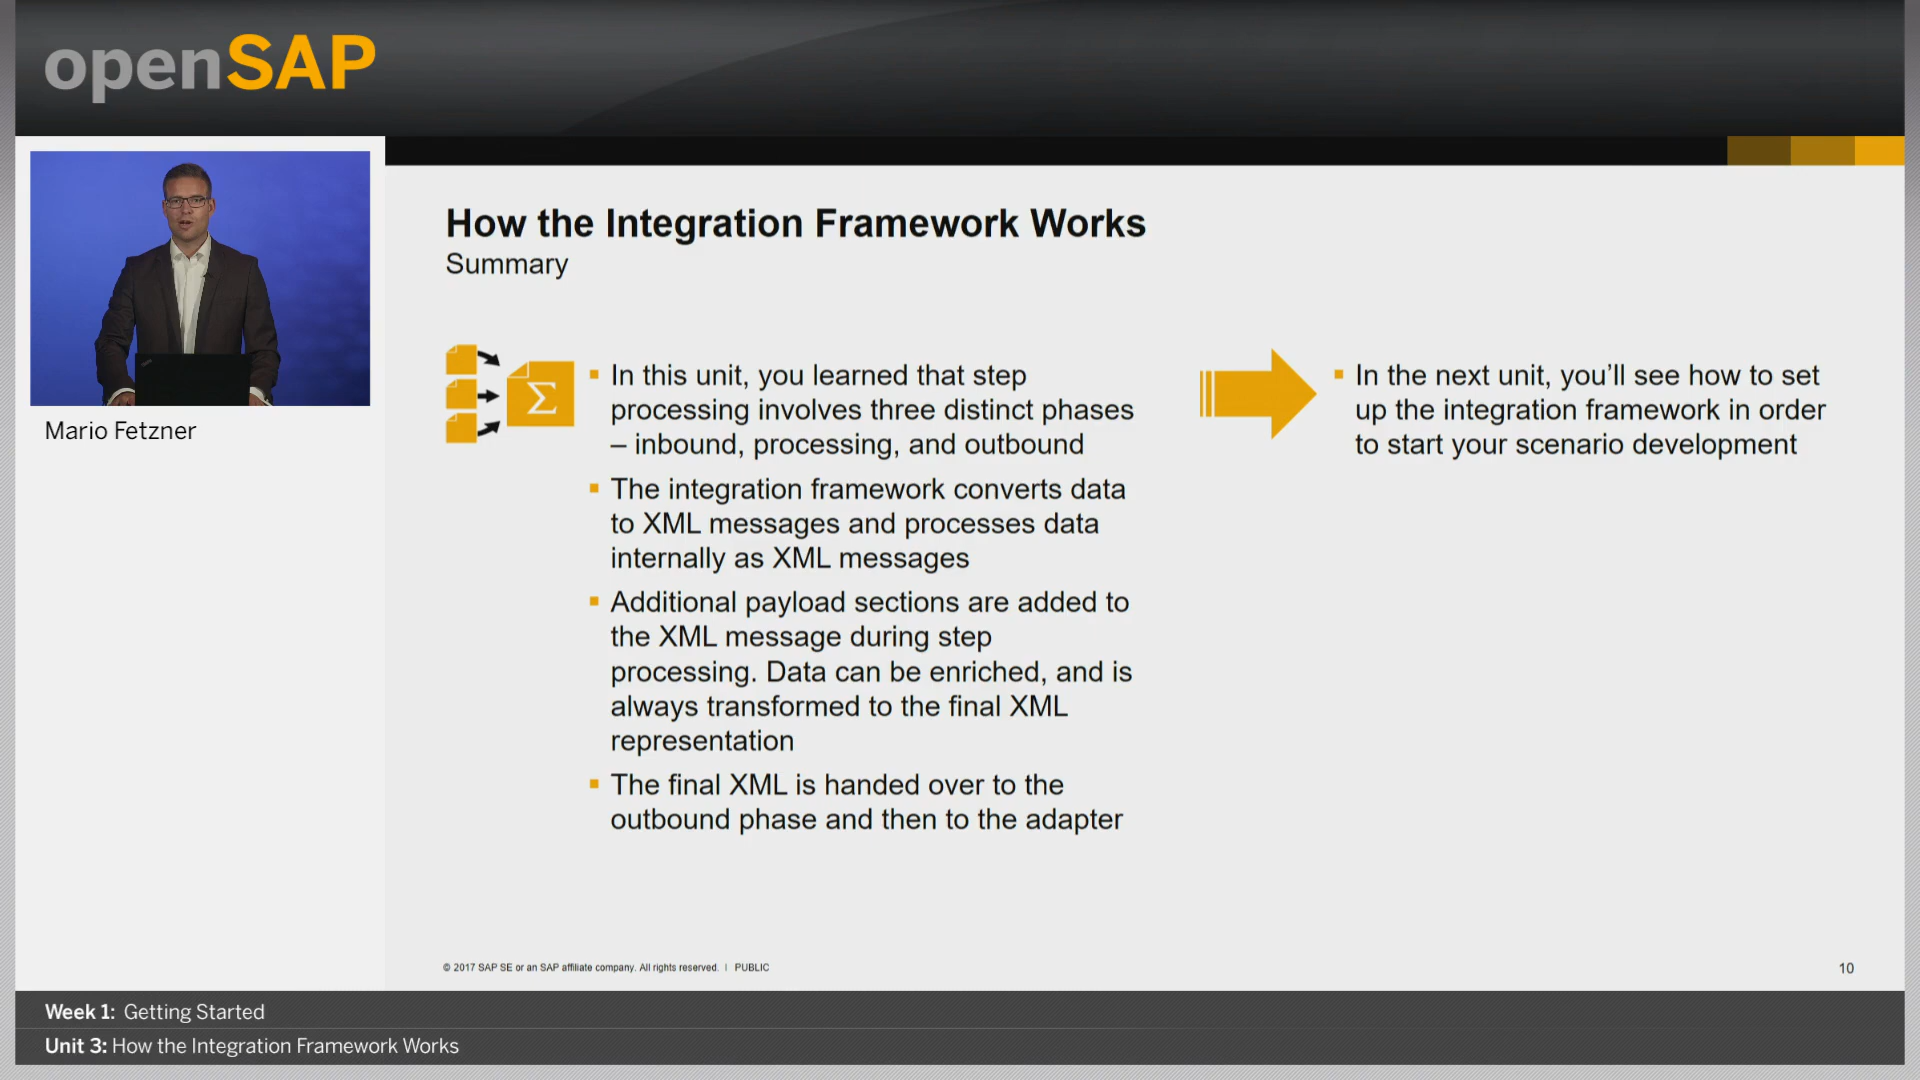 openSAP
Mario Fetzner
How the Integration Framework Works
Summary
Σ
▪ In this unit, you learned that step
processing involves three distinct phases
– inbound, processing, and outbound
▪ The integration framework converts data
to XML messages and processes data
internally as XML messages
▪ Additional payload sections are added to
the XML message during step
processing. Data can be enriched, and is
always transformed to the final XML
representation
▪ The final XML is handed over to the
outbound phase and then to the adapter
▪ In the next unit, you’ll see how to set
up the integration framework in order
to start your scenario development
© 2017 SAP SE or an SAP affiliate company. All rights reserved. | PUBLIC
10
Week 1: Getting Started
Unit 3: How the Integration Framework Works